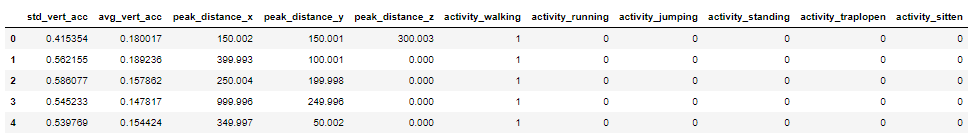 std_vert_acc avg_vert_acc peak_distance_x peak_distance_y peak_distance_z activity_walking activity_running activity_jumping activity_standing activity_traplopen activity_sitten
0 0.415354 0.180017 150.002 150.001 300.003 1 0 0 0 0 0
1 0.562155 0.189236 399.993 100.001 0.000 1 0 0 0 0 0
2 0.586077 0.157862 250.004 199.998 0.000 1 0 0 0 0 0
3 0.545233 0.147817 999.996 249.996 0.000 1 0 0 0 0 0
4 0.539769 0.154424 349.997 50.002 0.000 1 0 0 0 0 0